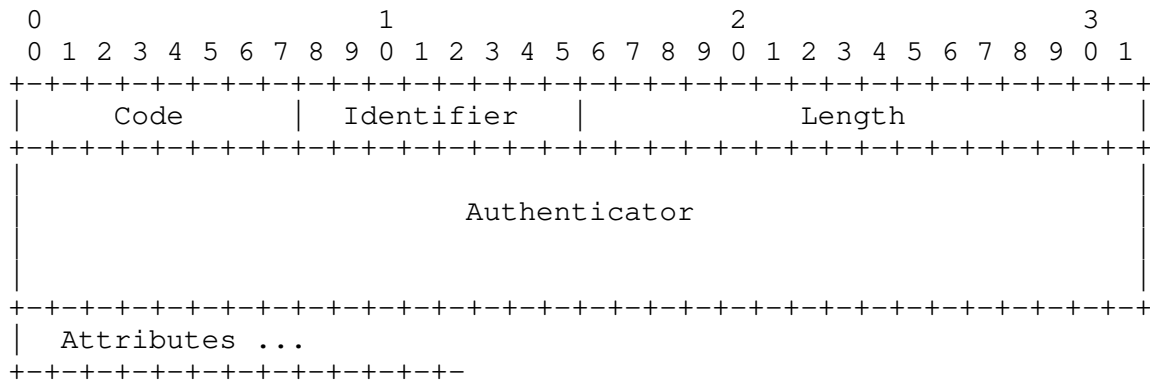 0                   1                   2                   3
 0 1 2 3 4 5 6 7 8 9 0 1 2 3 4 5 6 7 8 9 0 1 2 3 4 5 6 7 8 9 0 1
+-+-+-+-+-+-+-+-+-+-+-+-+-+-+-+-+-+-+-+-+-+-+-+-+-+-+-+-+-+-+-+-+
|     Code      |  Identifier   |            Length             |
+-+-+-+-+-+-+-+-+-+-+-+-+-+-+-+-+-+-+-+-+-+-+-+-+-+-+-+-+-+-+-+-+
|                                                               |
|                         Authenticator                         |
|                                                               |
|                                                               |
+-+-+-+-+-+-+-+-+-+-+-+-+-+-+-+-+-+-+-+-+-+-+-+-+-+-+-+-+-+-+-+-+
|  Attributes ...
+-+-+-+-+-+-+-+-+-+-+-+-+-